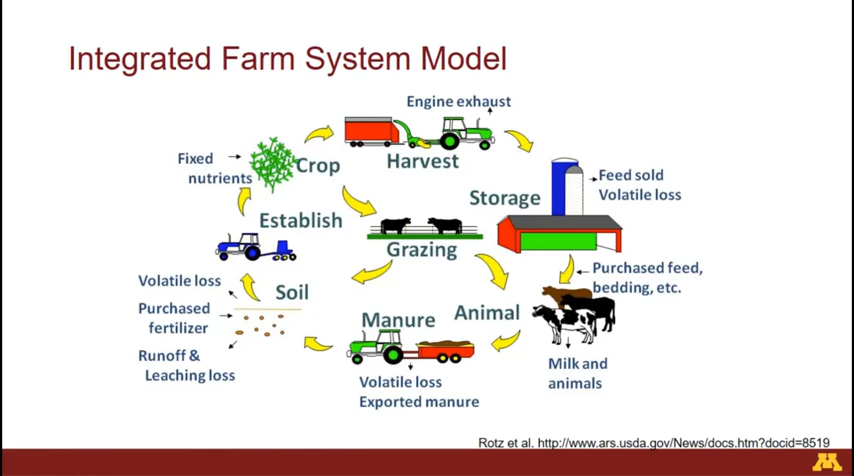 Integrated Farm System Model
Engine exhaust
Fixed
nutrients
Crop
Harvest
Storage
Feed sold
Volatile loss
Establish
Grazing
Purchased feed,
bedding, etc.
Volatile loss
Soil
Purchased
fertilizer
Manure
Animal
Runoff &
Leaching loss
Milk and
animals
Volatile loss
Exported manure
Rotz et al. http://www.ars.usda.gov/News/docs.htm?docid=8519
M